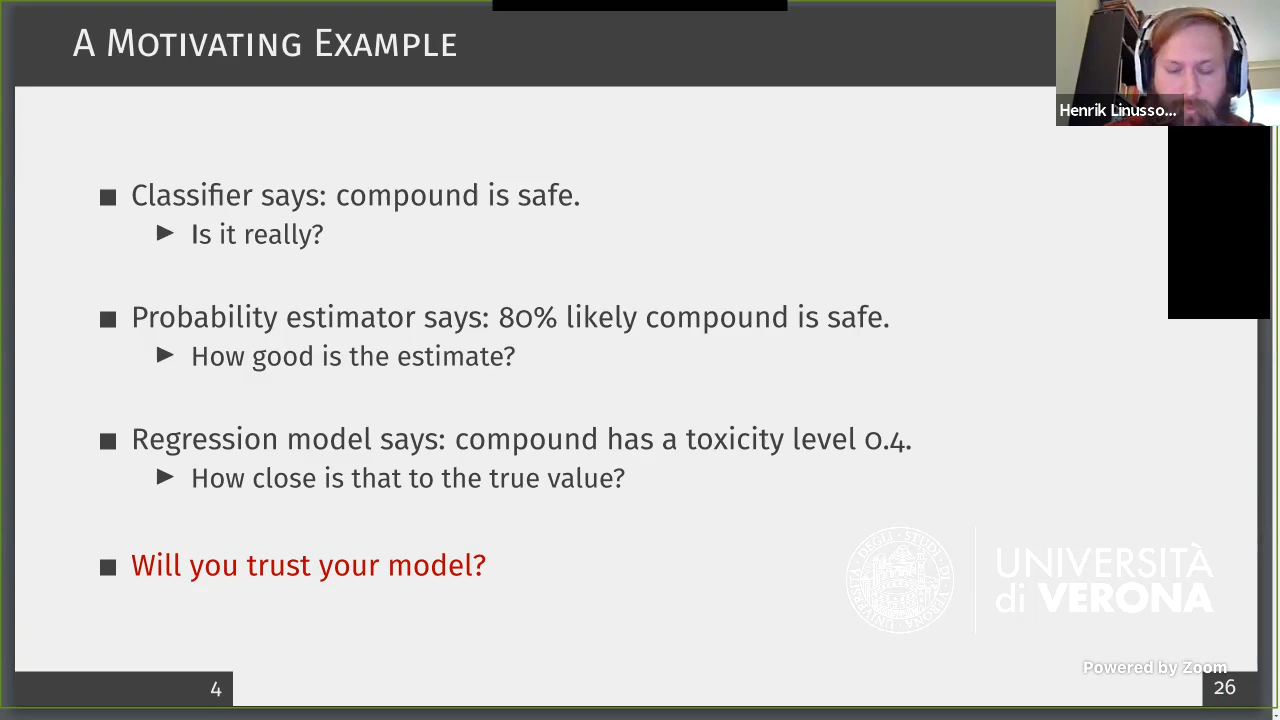 A MOTIVATING EXAMPLE
Henrik Linusso...
■ Classifier says: compound is safe.
► Is it really?
■ Probability estimator says: 80% likely compound is safe.
► How good is the estimate?
■ Regression model says: compound has a toxicity level 0.4.
► How close is that to the true value?
■ Will you trust your model?
UNIVERSITÀ
di VERONA
Powered by Zoom
4
26